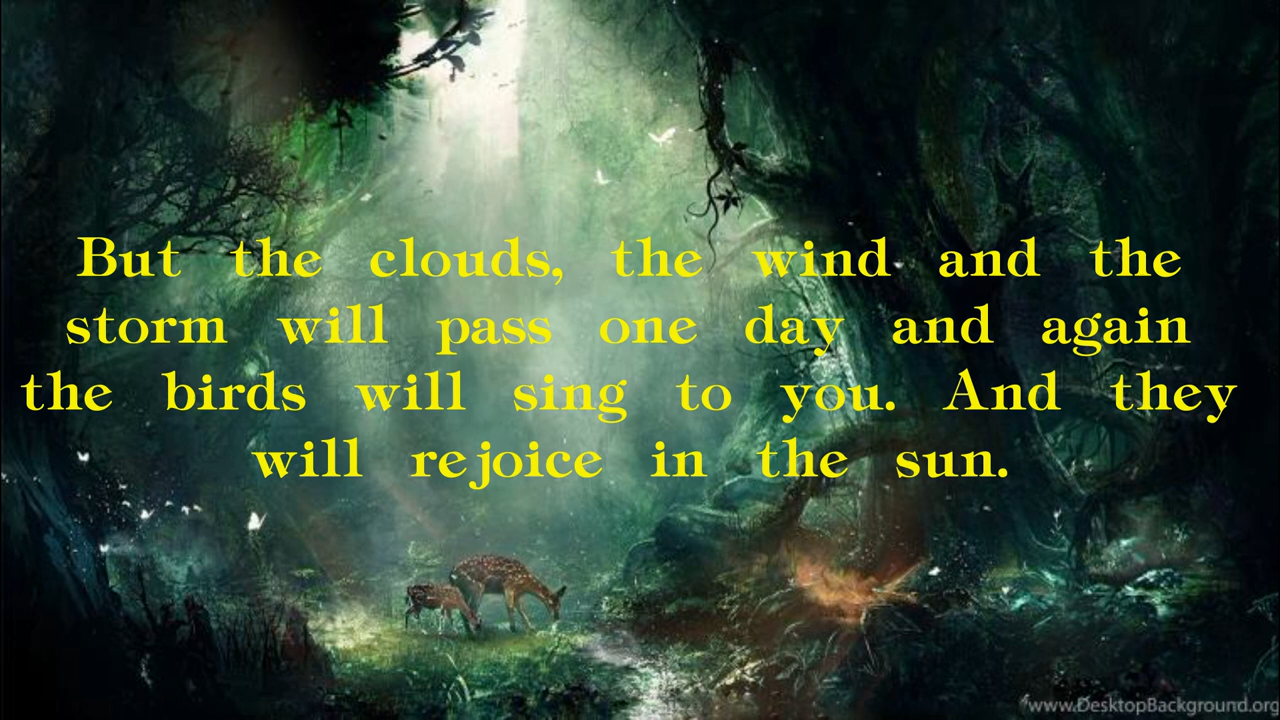 But the clouds, the wind and the
storm will pass one day and again
the birds will sing to you. And they
will rejoice in the sun.
www.DesktopBackground.org